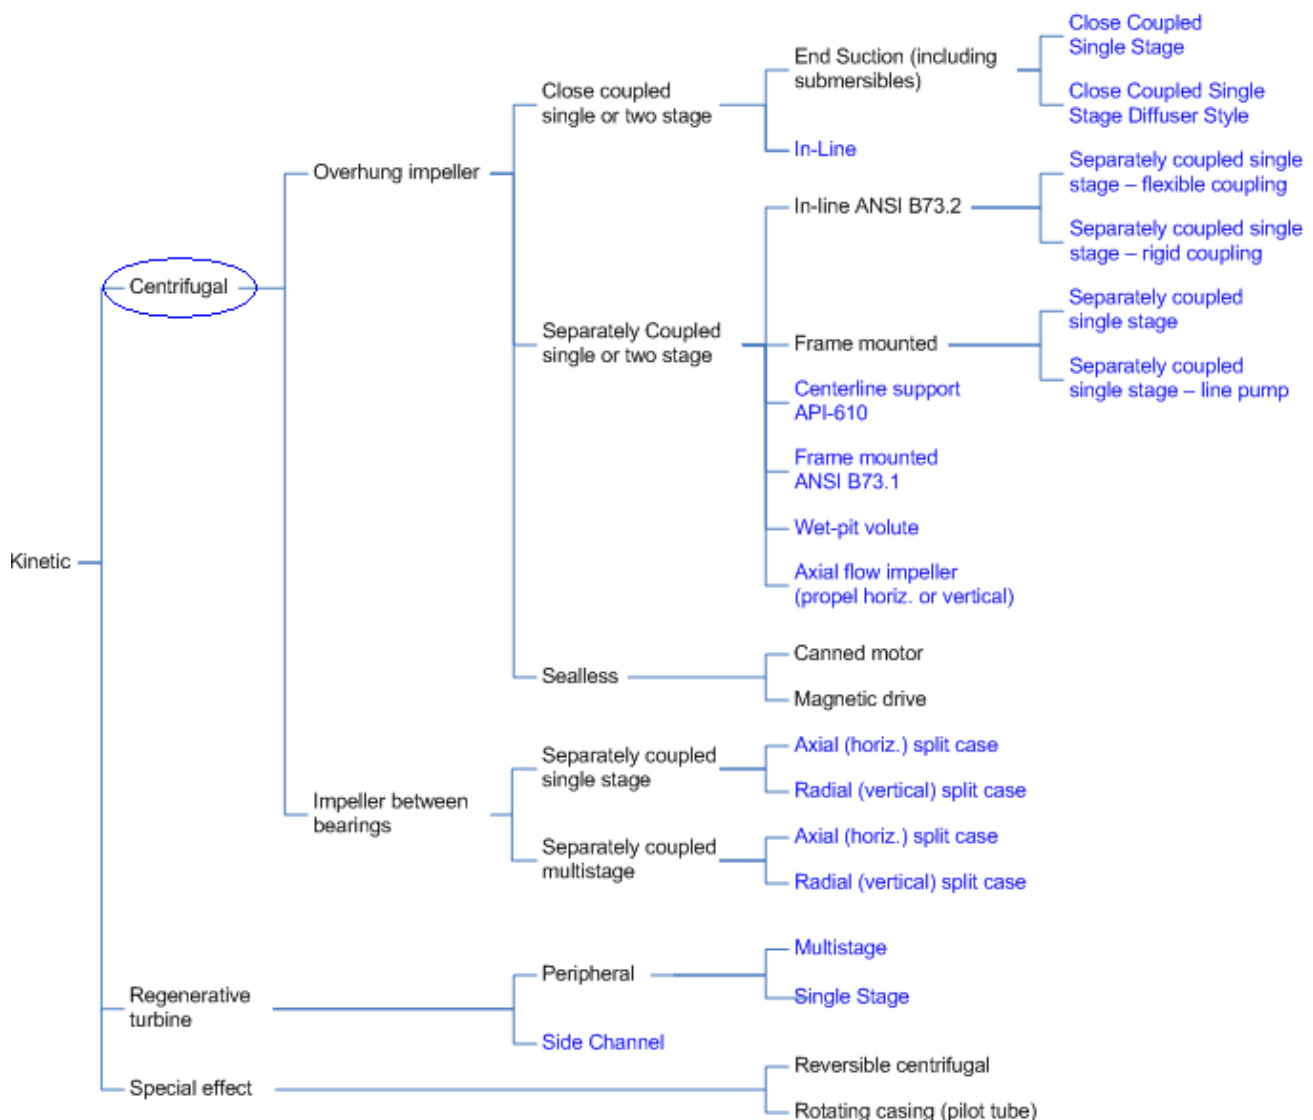 Close Coupled
Single Stage
End Suction (including
submersibles)
Close coupled
single or two stage
Close Coupled Single
Stage Diffuser Style
In-Line
Separately coupled single
stage – flexible coupling
Overhung impeller
In-line ANSI B73.2
Separately coupled single
stage – rigid coupling
Centrifugal
Separately coupled
single stage
Separately Coupled
single or two stage
Frame mounted
Separately coupled
single stage – line pump
Centerline support
API-610
Frame mounted
ANSI B73.1
Wet-pit volute
Kinetic
Axial flow impeller
(propel horiz. or vertical)
Sealless
Canned motor
Magnetic drive
Separately coupled
single stage
Axial (horiz.) split case
Radial (vertical) split case
Impeller between
bearings
Separately coupled
multistage
Axial (horiz.) split case
Radial (vertical) split case
Multistage
Peripheral
Single Stage
Regenerative
turbine
Side Channel
Reversible centrifugal
Special effect
Rotating casing (pilot tube)